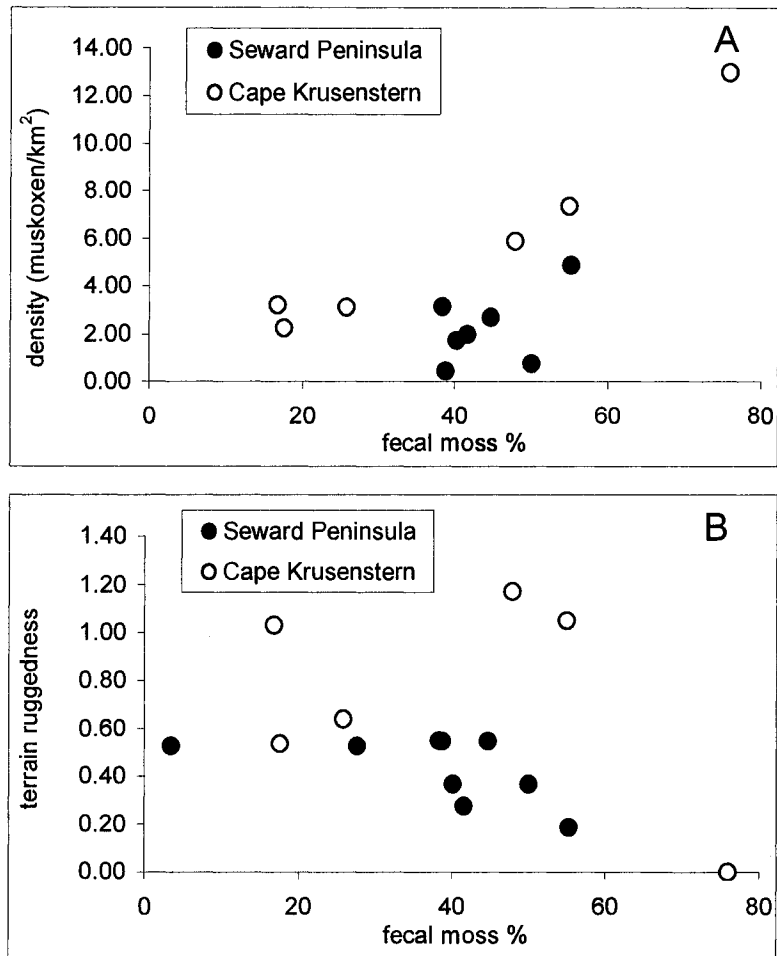 A
● Seward Peninsula
○ Cape Krusenstern
density (muskoxen/km²)
14.00
12.00
10.00
8.00
6.00
4.00
2.00
0.00
0 20 40 60 80
fecal moss %
B
● Seward Peninsula
○ Cape Krusenstern
terrain ruggedness
1.40
1.20
1.00
0.80
0.60
0.40
0.20
0.00
0 20 40 60 80
fecal moss %